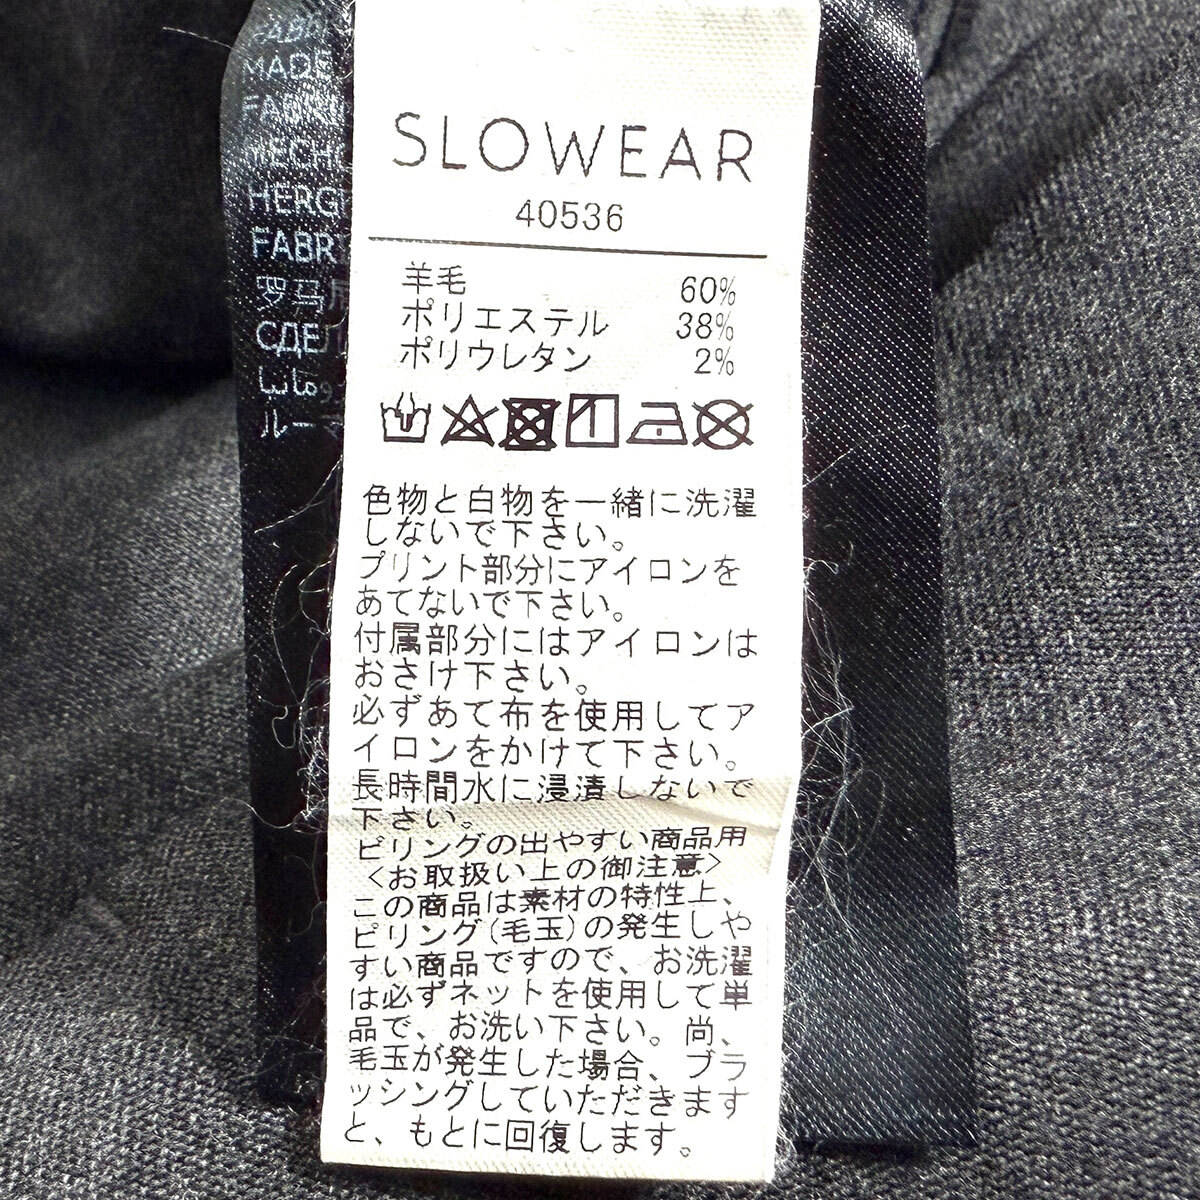 MADE
FABRI
MECHO
HERG
FABRI
罗马
СДЕЛ
ルーマ
SLOWEAR
40536
羊毛 60%
ポリエステル 38%
ポリウレタン 2%
色物と白物を一緒に洗濯
しないで下さい。
プリント部分にアイロンを
あてないで下さい。
付属部分にはアイロンは
おさけ下さい。
必ずあて布を使用してア
イロンをかけて下さい。
長時間水に浸漬しないで
下さい。
ピリングの出やすい商品用
<お取扱い上の御注意>
この商品は素材の特性上、
ピリング(毛玉)の発生しや
すい商品ですので、お洗濯
は必ずネットを使用して単
品で、お洗い下さい。尚、
毛玉が発生した場合、ブラ
ッシングしていただきます
と、もとに回復します。